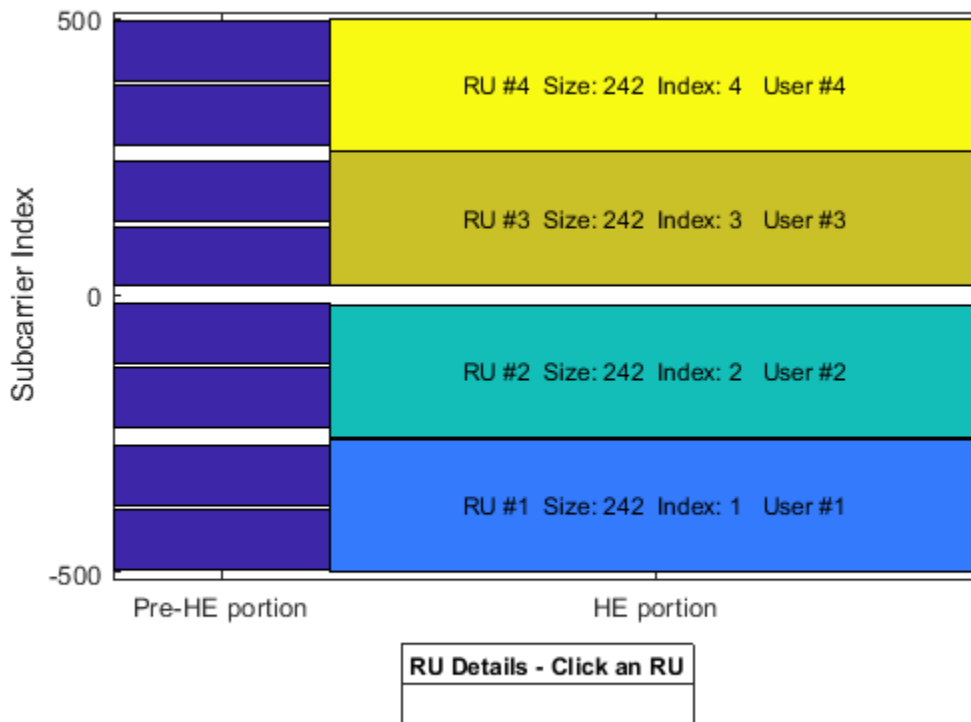 500
RU #4 Size: 242 Index: 4 User #4
RU #3 Size: 242 Index: 3 User #3
Subcarrier Index
0
RU #2 Size: 242 Index: 2 User #2
RU #1 Size: 242 Index: 1 User #1
-500
Pre-HE portion HE portion
RU Details - Click an RU